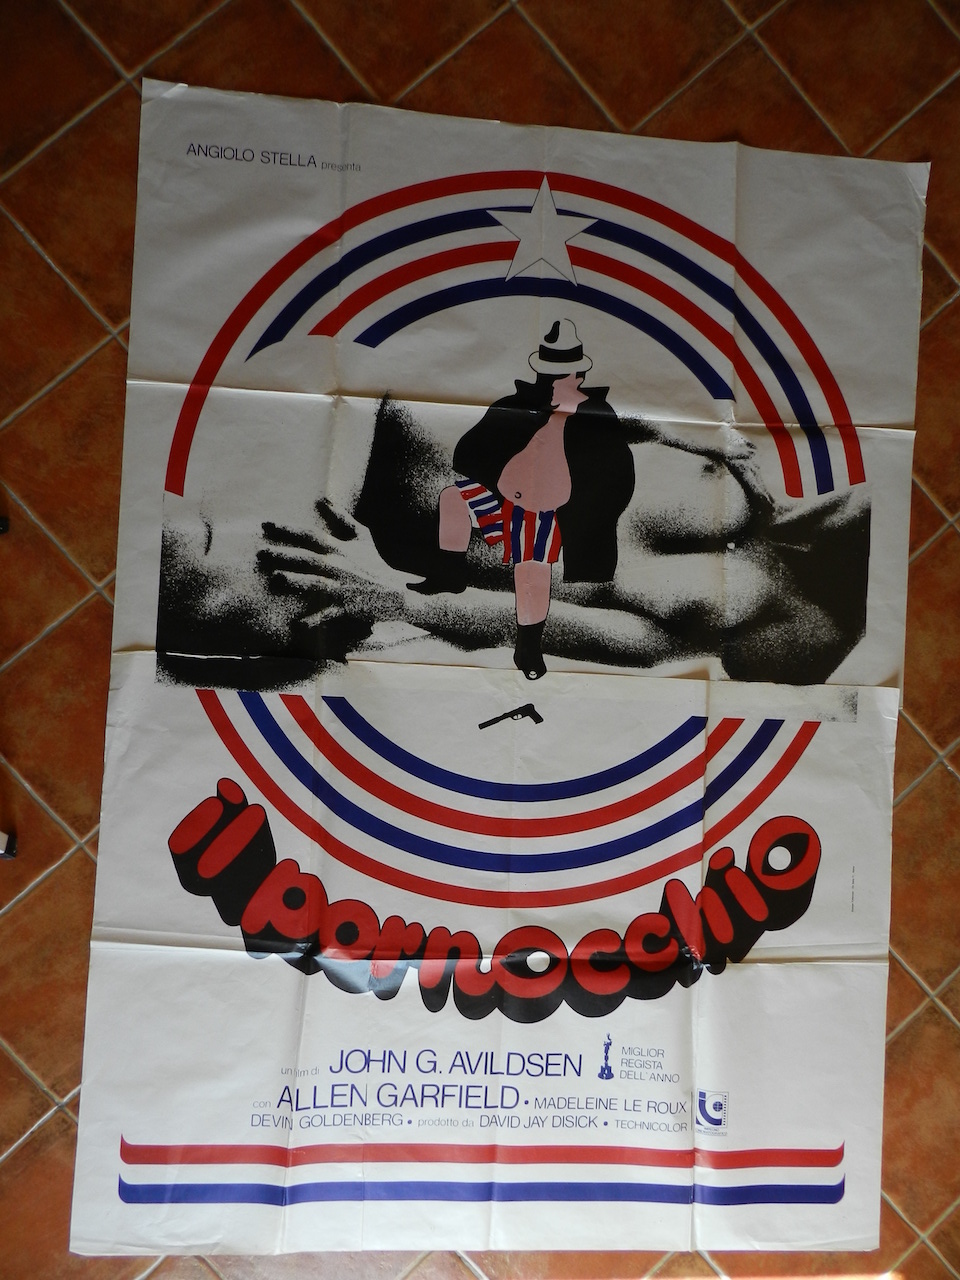 ANGIOLO STELLA presenta
il pornocchio
un film di JOHN G. AVILDSEN
MIGLIOR
REGISTA
DELL'ANNO
con ALLEN GARFIELD • MADELEINE LE ROUX
DEVIN GOLDENBERG • prodotto da DAVID JAY DISICK • TECHNICOLOR